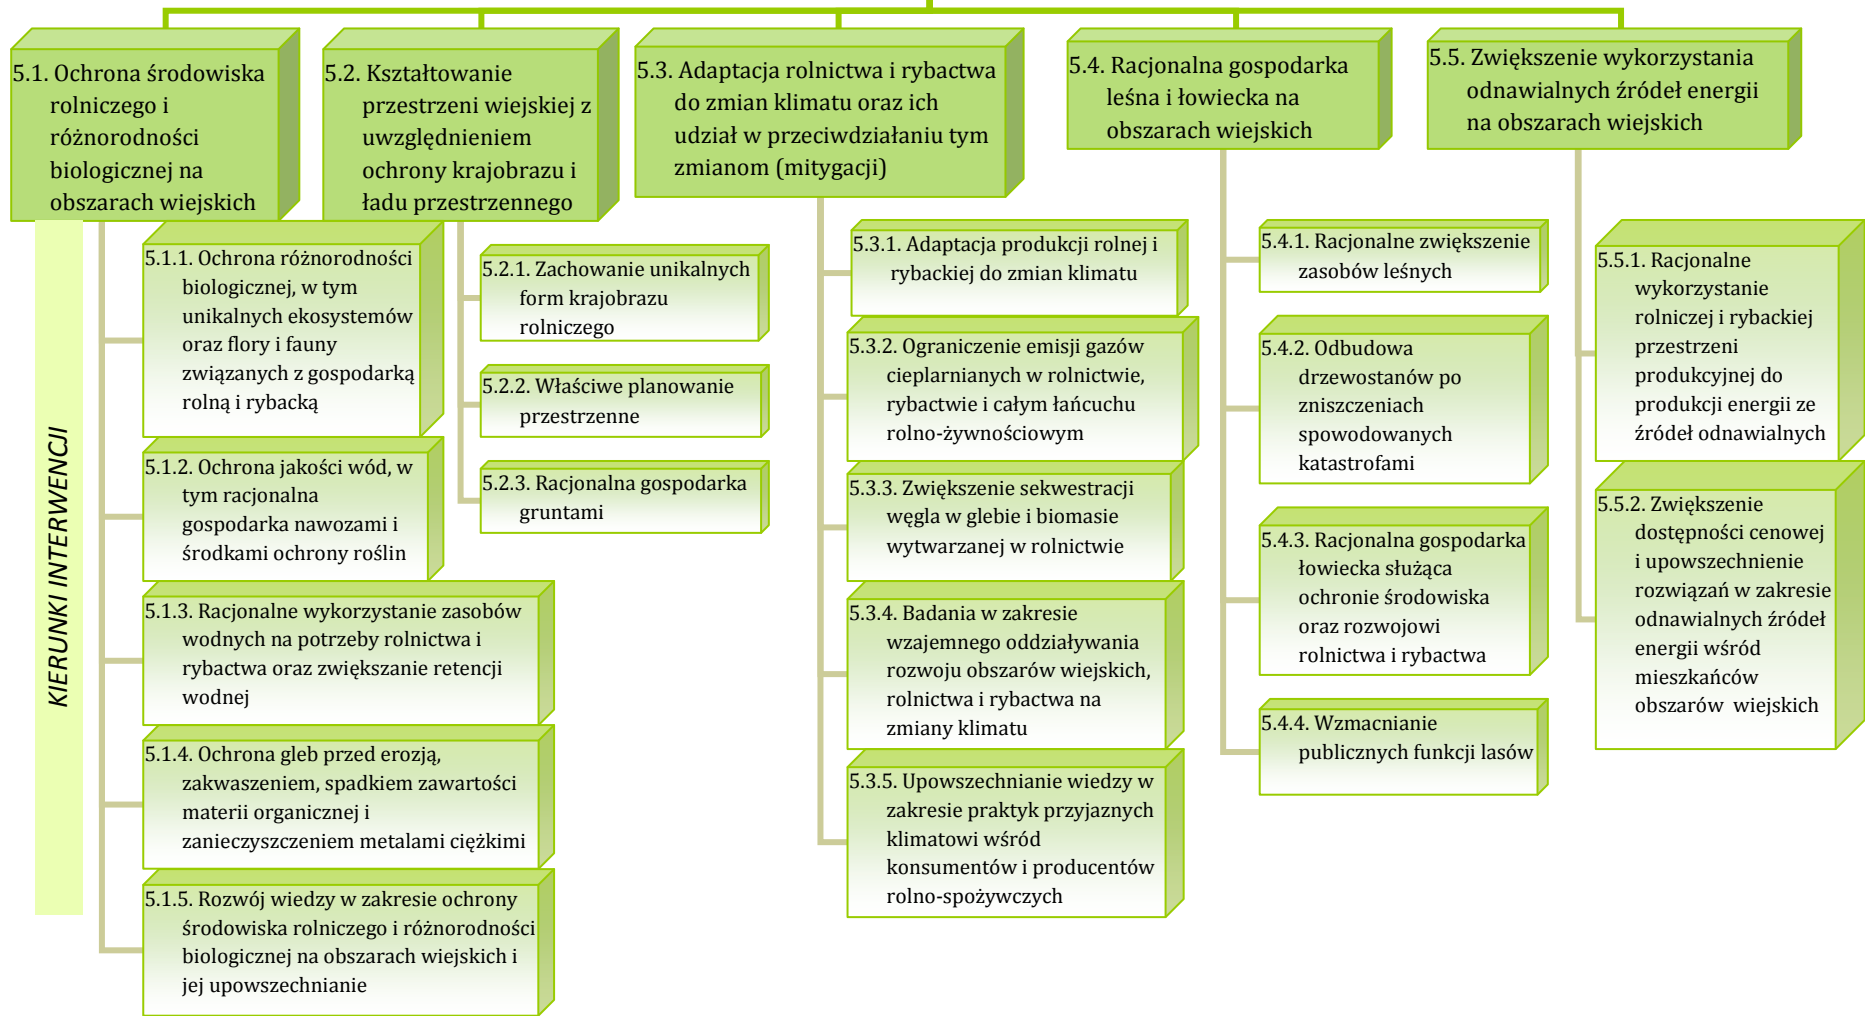 5.1. Ochrona środowiska
rolniczego i
różnorodności
biologicznej na
obszarach wiejskich
5.2. Kształtowanie
przestrzeni wiejskiej z
uwzględnieniem
ochrony krajobrazu i
ładu przestrzennego
5.3. Adaptacja rolnictwa i rybactwa
do zmian klimatu oraz ich
udział w przeciwdziałaniu tym
zmianom (mitygacji)
5.4. Racjonalna gospodarka
leśna i łowiecka na
obszarach wiejskich
5.5. Zwiększenie wykorzystania
odnawialnych źródeł energii
na obszarach wiejskich
KIERUNKI INTERWENCJI
5.1.1. Ochrona różnorodności
biologicznej, w tym
unikalnych ekosystemów
oraz flory i fauny
związanych z gospodarką
rolną i rybacką
5.1.2. Ochrona jakości wód, w
tym racjonalna
gospodarka nawozami i
środkami ochrony roślin
5.1.3. Racjonalne wykorzystanie zasobów
wodnych na potrzeby rolnictwa i
rybactwa oraz zwiększanie retencji
wodnej
5.1.4. Ochrona gleb przed erozją,
zakwaszeniem, spadkiem zawartości
materii organicznej i
zanieczyszczeniem metalami ciężkimi
5.1.5. Rozwój wiedzy w zakresie ochrony
środowiska rolniczego i różnorodności
biologicznej na obszarach wiejskich i
jej upowszechnianie
5.2.1. Zachowanie unikalnych
form krajobrazu
rolniczego
5.2.2. Właściwe planowanie
przestrzenne
5.2.3. Racjonalna gospodarka
gruntami
5.3.1. Adaptacja produkcji rolnej i
rybackiej do zmian klimatu
5.3.2. Ograniczenie emisji gazów
cieplarnianych w rolnictwie,
rybactwie i całym łańcuchu
rolno-żywnościowym
5.3.3. Zwiększenie sekwestracji
węgla w glebie i biomasie
wytwarzanej w rolnictwie
5.3.4. Badania w zakresie
wzajemnego oddziaływania
rozwoju obszarów wiejskich,
rolnictwa i rybactwa na
zmiany klimatu
5.3.5. Upowszechnianie wiedzy w
zakresie praktyk przyjaznych
klimatowi wśród
konsumentów i producentów
rolno-spożywczych
5.4.1. Racjonalne zwiększenie
zasobów leśnych
5.4.2. Odbudowa
drzewostanów po
zniszczeniach
spowodowanych
katastrofami
5.4.3. Racjonalna gospodarka
łowiecka służąca
ochronie środowiska
oraz rozwojowi
rolnictwa i rybactwa
5.4.4. Wzmacnianie
publicznych funkcji lasów
5.5.1. Racjonalne
wykorzystanie
rolniczej i rybackiej
przestrzeni
produkcyjnej do
produkcji energii ze
źródeł odnawialnych
5.5.2. Zwiększenie
dostępności cenowej
i upowszechnienie
rozwiązań w zakresie
odnawialnych źródeł
energii wśród
mieszkańców
obszarów wiejskich